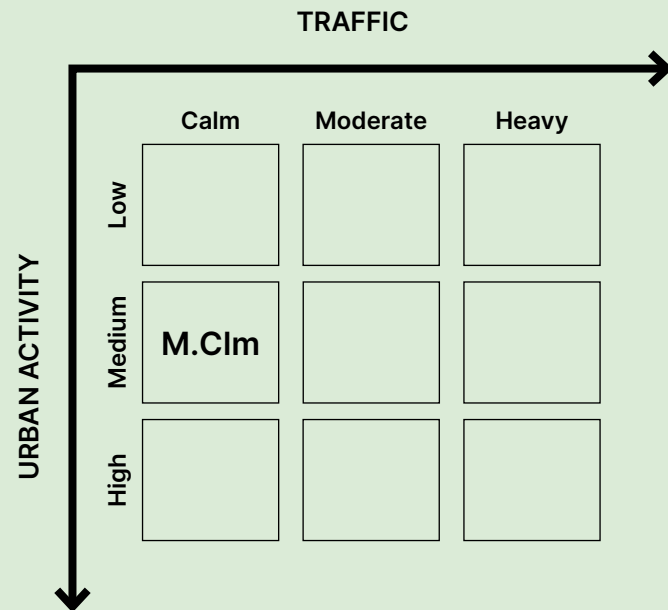 TRAFFIC
Calm
Moderate
Heavy
URBAN ACTIVITY
Low
Medium
M.Clm
High